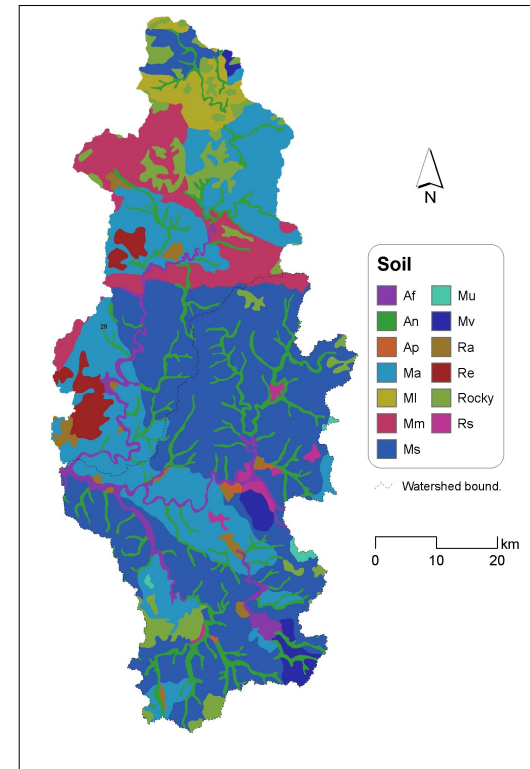 N
28
Soil
Af Mu
An Mv
Ap Ra
Ma Re
Ml Rocky
Mm Rs
Ms
Watershed bound.
km
0 10 20